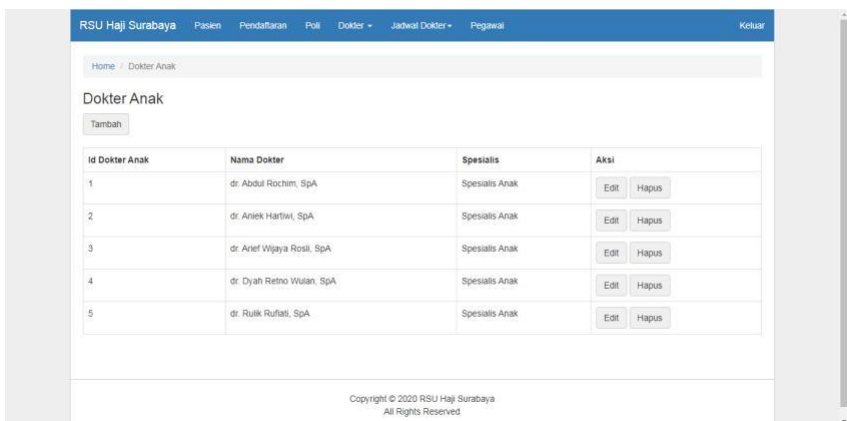 RSU Haji Surabaya Pasien Pendaftaran Poli Dokter Jadwal Dokter Pegawai Keluar
Home / Dokter Anak
Dokter Anak
Tambah
Id Dokter Anak Nama Dokter Spesialis Aksi
1 dr. Abdul Rochim, SpA Spesialis Anak Edit Hapus
2 dr. Aniek Hartiwi, SpA Spesialis Anak Edit Hapus
3 dr. Arief Wijaya Rosli, SpA Spesialis Anak Edit Hapus
4 dr. Dyah Retno Wulan, SpA Spesialis Anak Edit Hapus
5 dr. Rulik Rufiati, SpA Spesialis Anak Edit Hapus
Copyright © 2020 RSU Haji Surabaya
All Rights Reserved